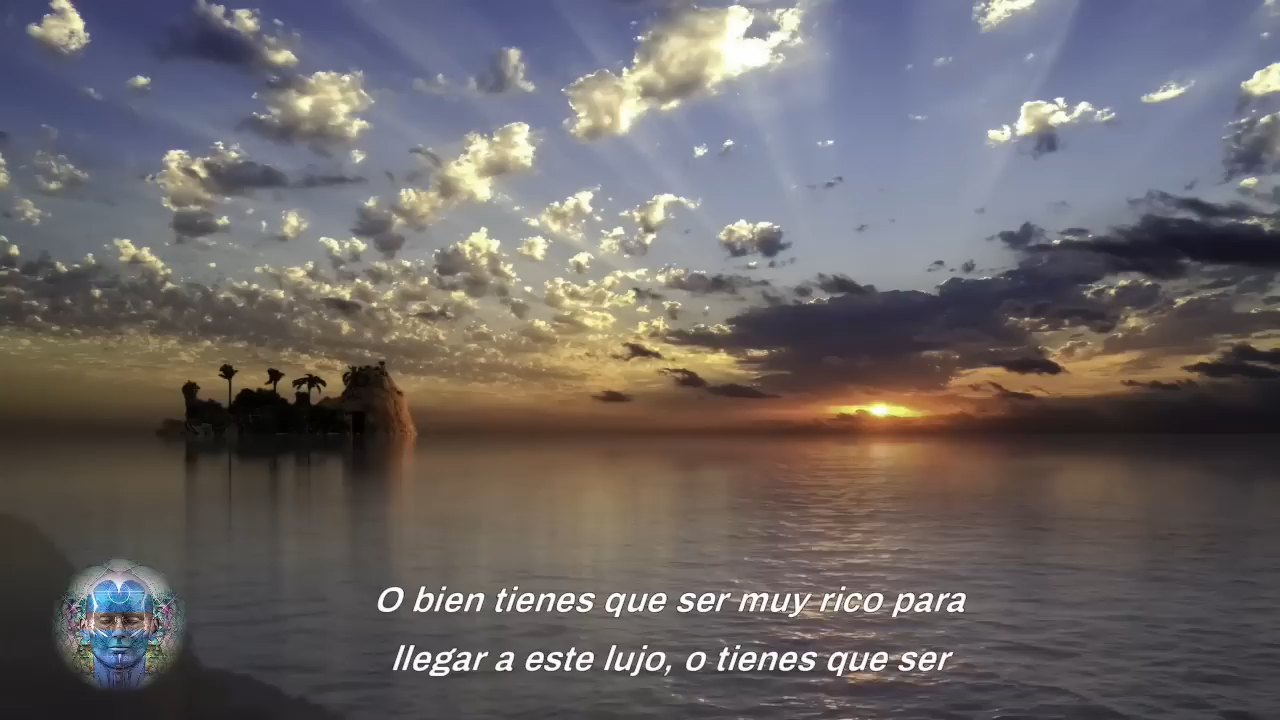 O bien tienes que ser muy rico para
llegar a este lujo, o tienes que ser